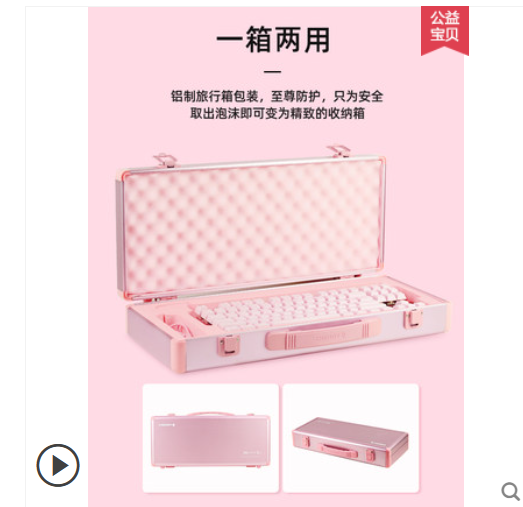 公益
宝贝
一箱两用
铝制旅行箱包装，至尊防护，只为安全
取出泡沫即可变为精致的收纳箱